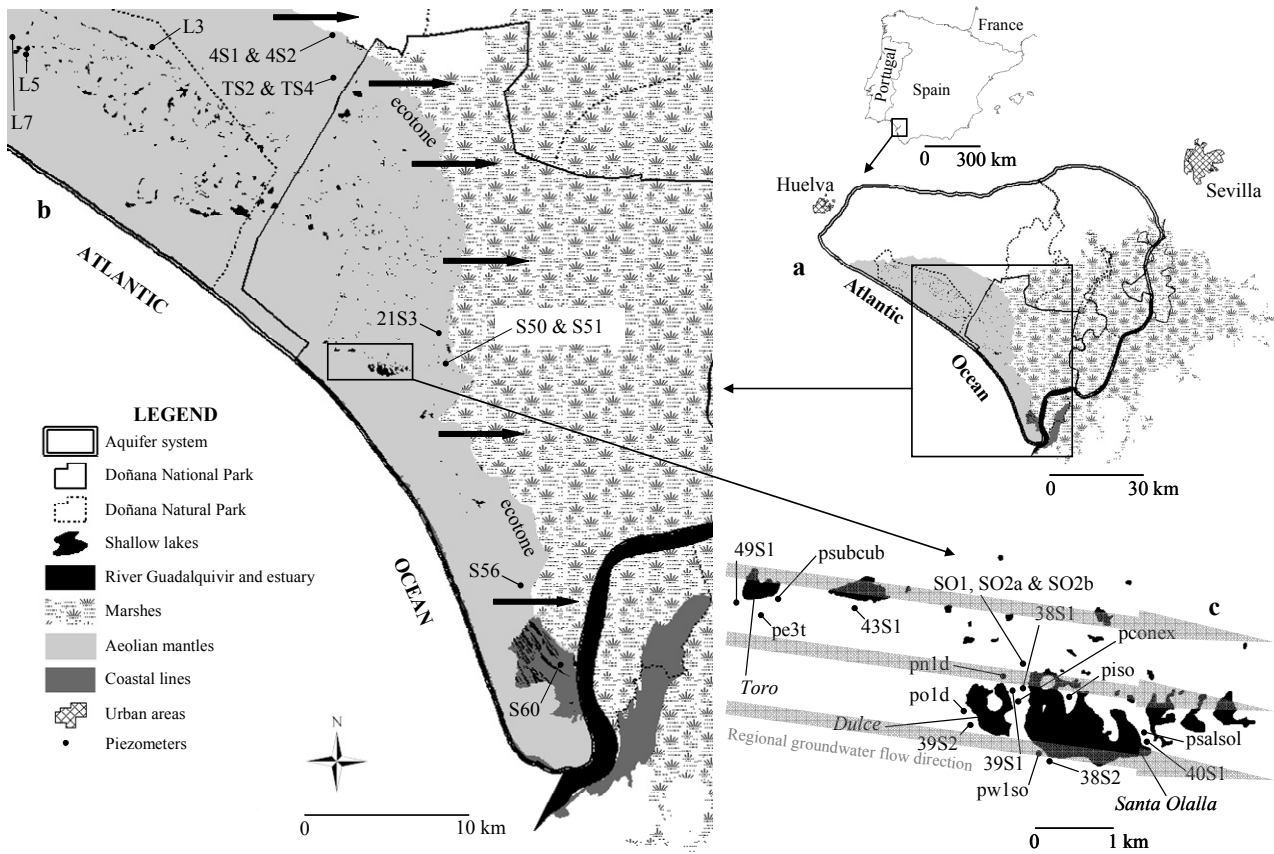 L3
4S1 & 4S2
TS2 & TS4
L5
L7
ecotone
b
ATLANTIC
21S3
S50 & S51
OCEAN
ecotone
S56
S60
LEGEND
Aquifer system
Doñana National Park
Doñana Natural Park
Shallow lakes
River Guadalquivir and estuary
Marshes
Aeolian mantles
Coastal lines
Urban areas
Piezometers
N
0 10 km
France
Portugal
Spain
0 300 km
Huelva
Sevilla
a
Atlantic
Ocean
0 30 km
49S1
psubcub
SO1, SO2a & SO2b
38S1
c
pe3t
43S1
pconex
pn1d
piso
Toro
po1d
Dulce
psalsol
39S2
Regional groundwater flow direction
39S1
38S2
40S1
pw1so
Santa Olalla
0 1 km